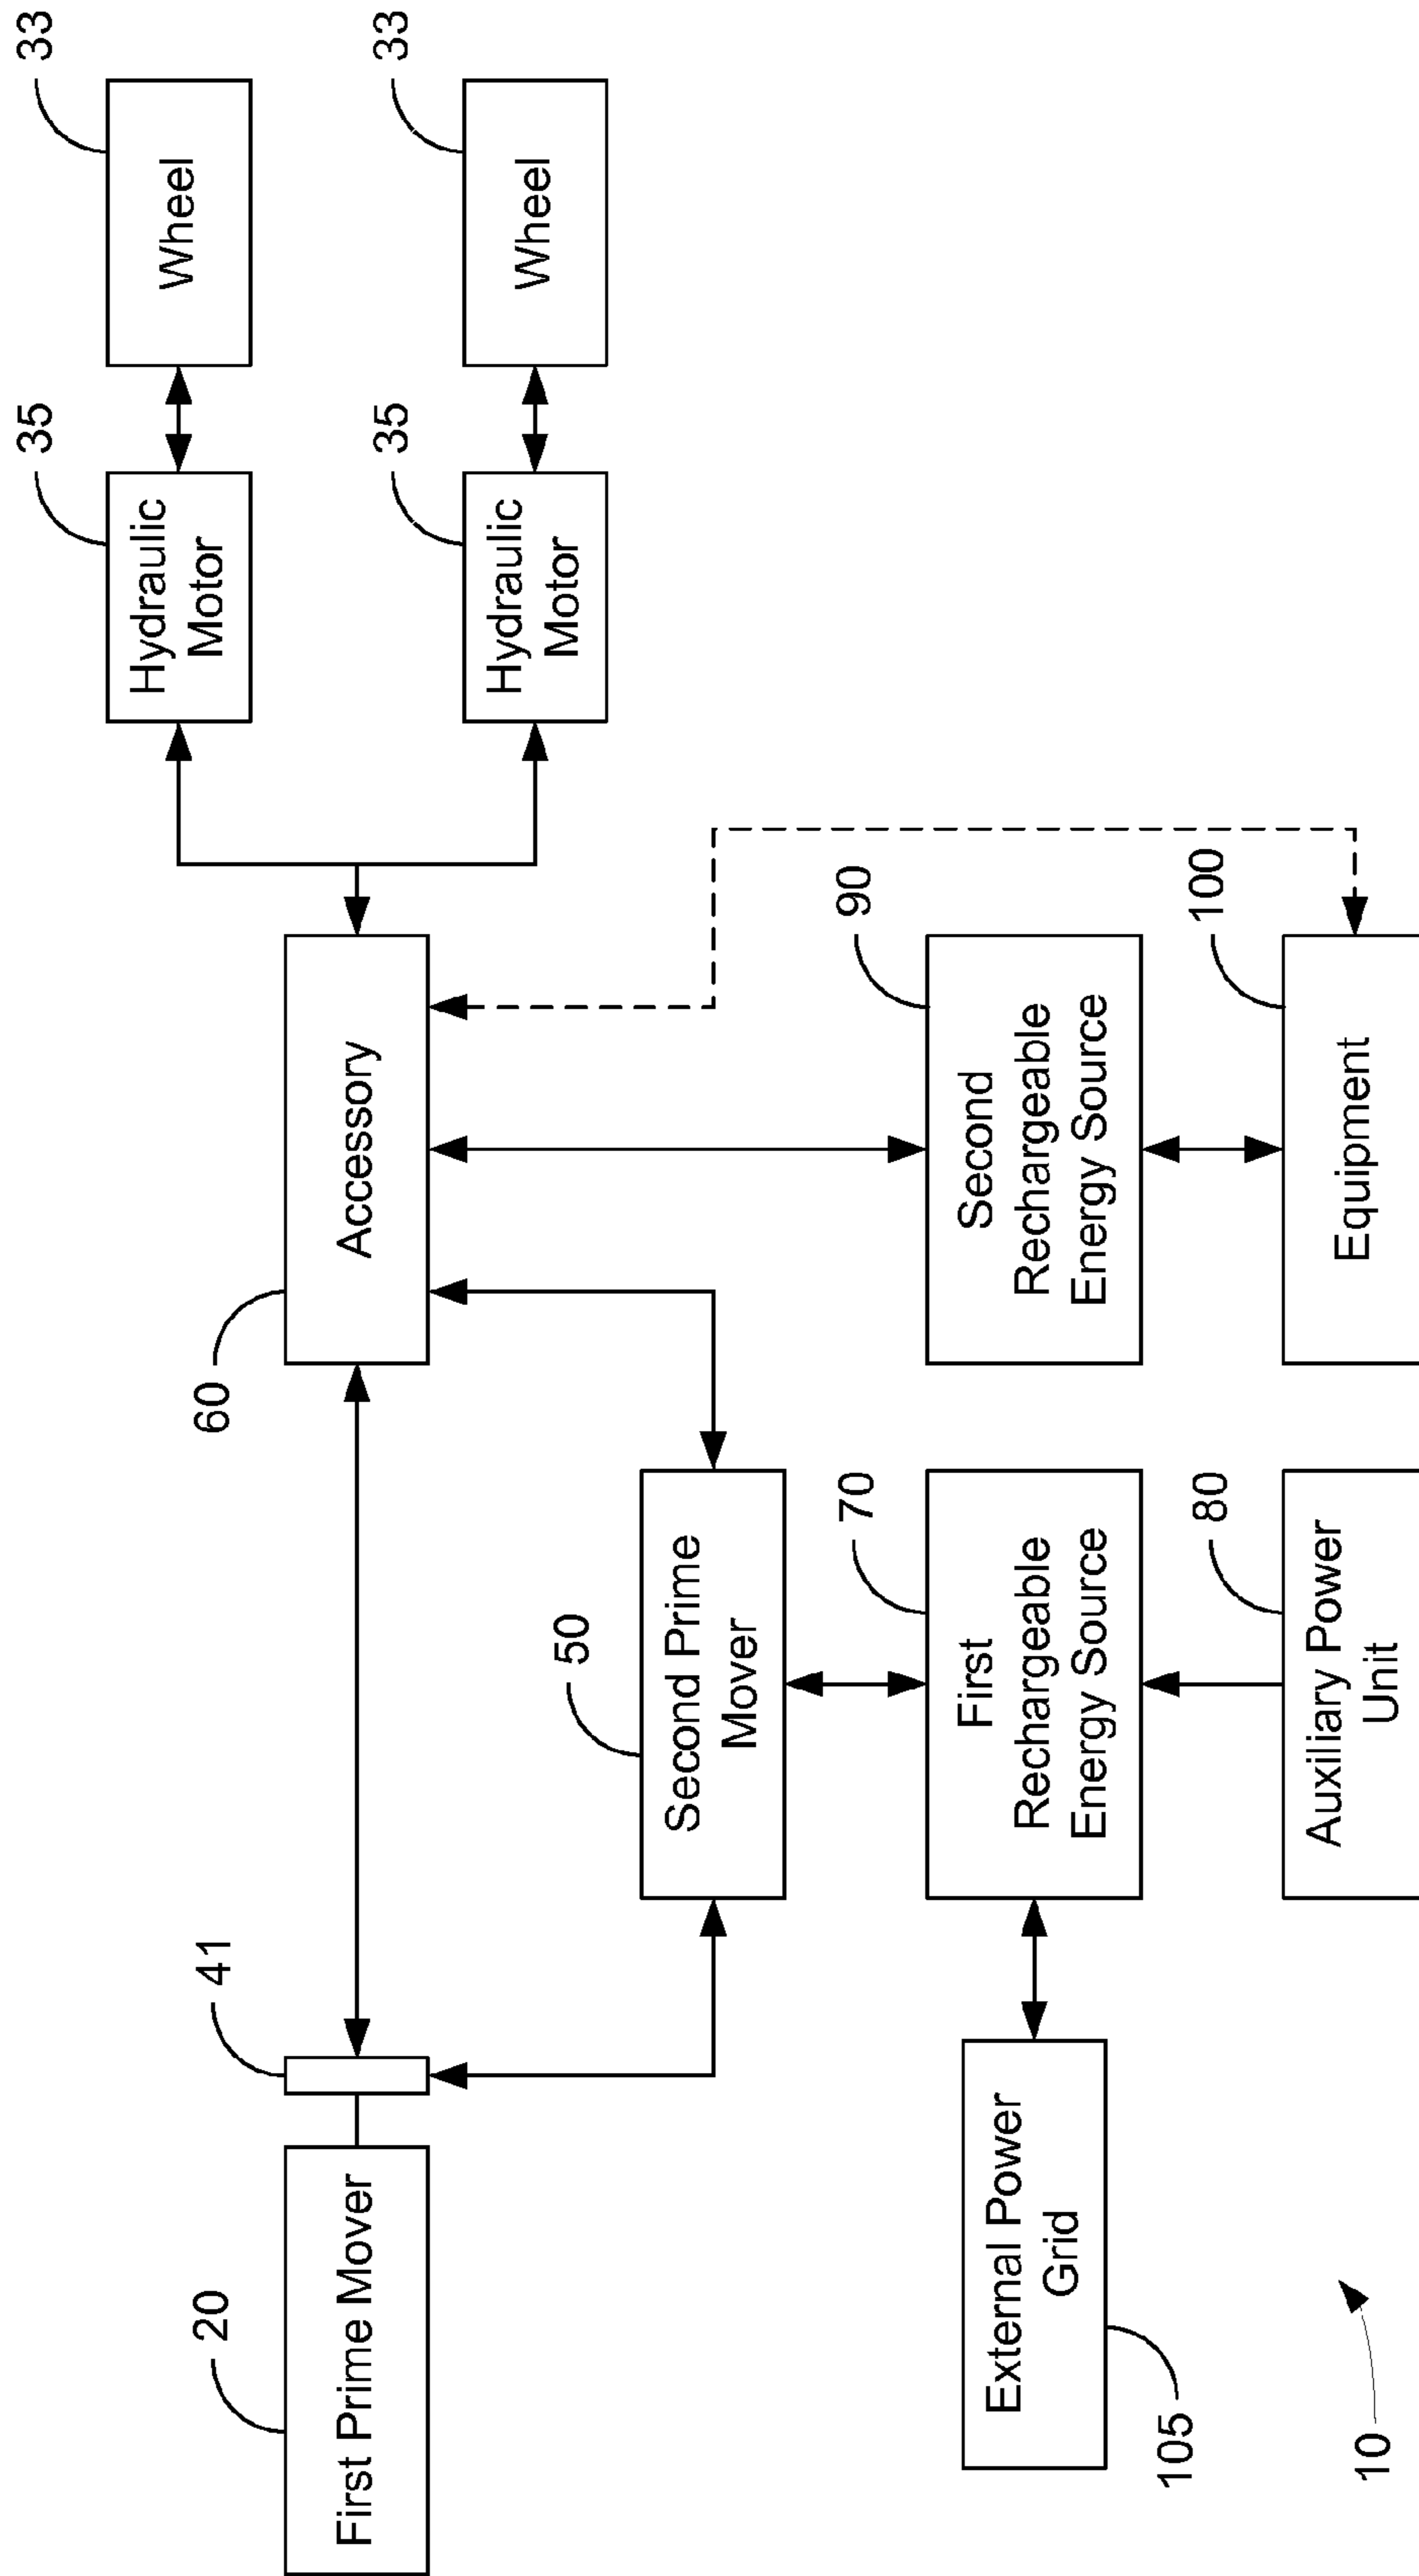 33
Wheel
35
Hydraulic
Motor
33
Wheel
35
Hydraulic
Motor
60
Accessory
41
20
First Prime Mover
50
Second Prime
Mover
90
Second
Rechargeable
Energy Source
70
First
Rechargeable
Energy Source
External Power
Grid
105
100
Equipment
80
Auxiliary Power
Unit
10